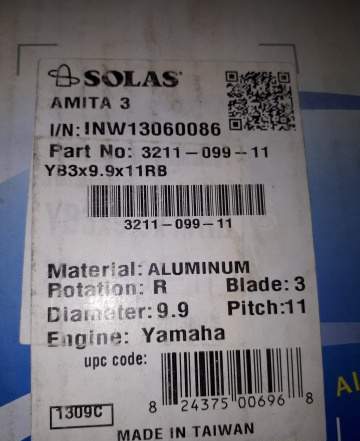 SOLAS
AMITA 3
I/N: INW13060086
Part No: 3211-099-11
YB3x9.9x11RB
3211-099-11
Material: ALUMINUM
Rotation: R Blade: 3
Diameter: 9.9 Pitch: 11
Engine: Yamaha
upc code:
8 24375 00696 8
1309C
MADE IN TAIWAN